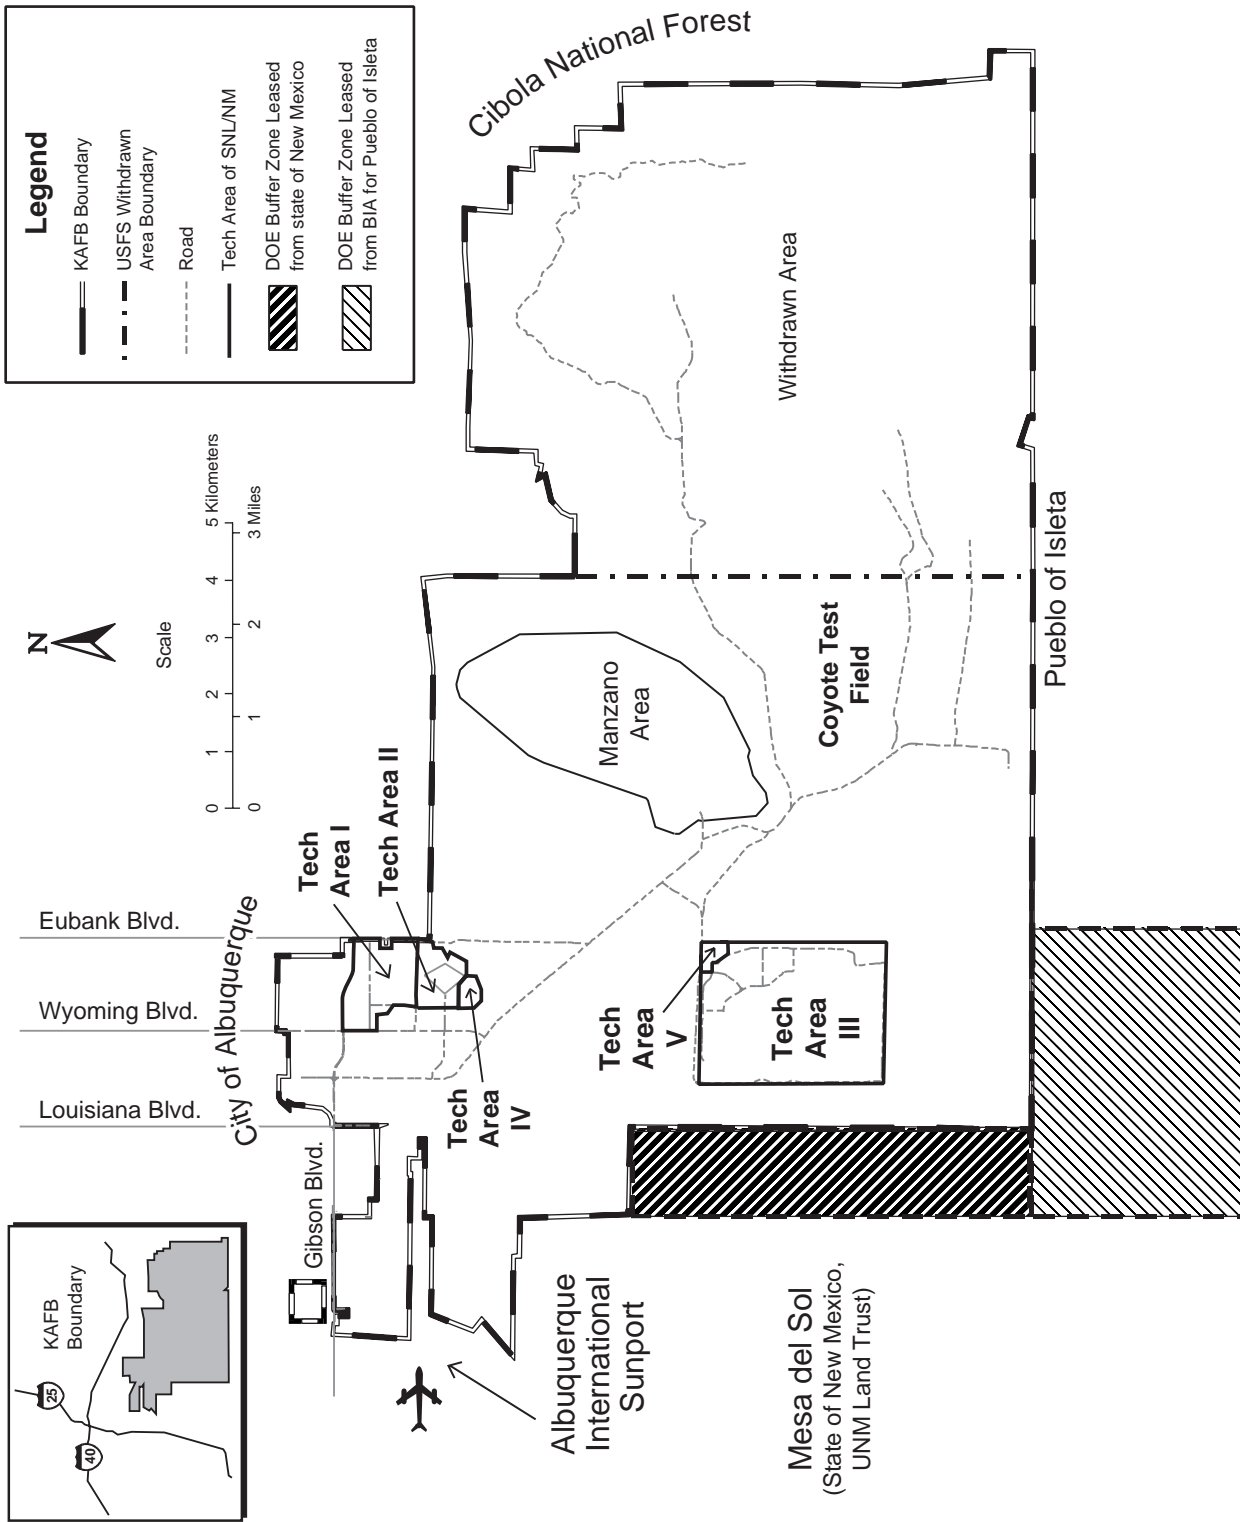 KAFB
Boundary
25
40
City of Albuquerque
Louisiana Blvd.
Wyoming Blvd.
Eubank Blvd.
Gibson Blvd.
N
Scale
0 1 2 3 4 5 Kilometers
0 1 2 3 Miles
Legend
KAFB Boundary
USFS Withdrawn
Area Boundary
Road
Tech Area of SNL/NM
DOE Buffer Zone Leased
from state of New Mexico
DOE Buffer Zone Leased
from BIA for Pueblo of Isleta
Tech
Area I
Tech Area II
Tech
Area
IV
Cibola National Forest
Albuquerque
International
Sunport
Manzano
Area
Tech
Area
V
Tech
Area
III
Coyote Test
Field
Withdrawn Area
Mesa del Sol
(State of New Mexico,
UNM Land Trust)
Pueblo of Isleta